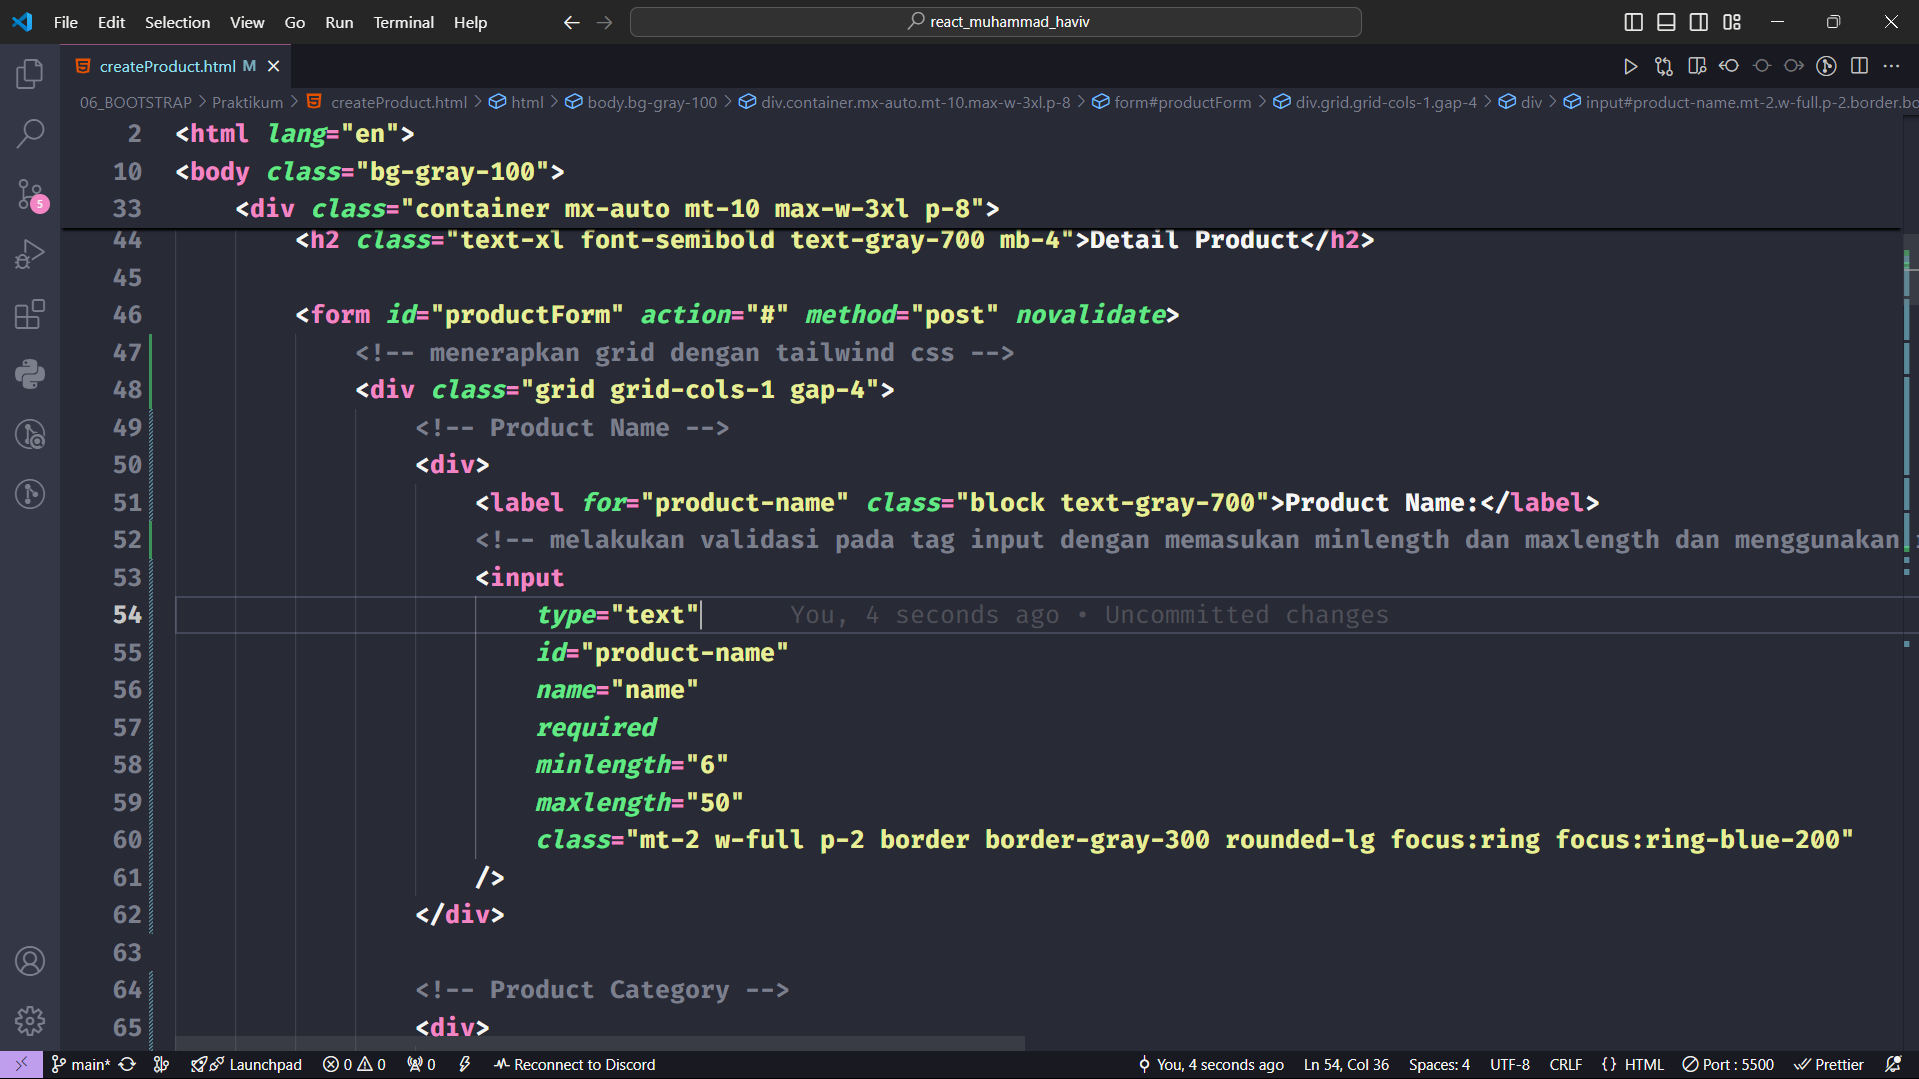 File Edit Selection View Go Run Terminal Help
react_muhammad_haviv
createProduct.html M
06_BOOTSTRAP > Praktikum > createProduct.html > html > body.bg-gray-100 > div.container.mx-auto.mt-10.max-w-3xl.p-8 > form#productForm > div.grid.grid-cols-1.gap-4 > div > input#product-name.mt-2.w-full.p-2.border.bo
2 <html lang="en">
10 <body class="bg-gray-100">
33 <div class="container mx-auto mt-10 max-w-3xl p-8">
44 <h2 class="text-xl font-semibold text-gray-700 mb-4">Detail Product</h2>
45
46 <form id="productForm" action="#" method="post" novalidate>
47 <!-- menerapkan grid dengan tailwind css -->
48 <div class="grid grid-cols-1 gap-4">
49 <!-- Product Name -->
50 <div>
51 <label for="product-name" class="block text-gray-700">Product Name:</label>
52 <!-- melakukan validasi pada tag input dengan memasukan minlength dan maxlength dan menggunakan
53 <input
54 type="text" You, 4 seconds ago • Uncommitted changes
55 id="product-name"
56 name="name"
57 required
58 minlength="6"
59 maxlength="50"
60 class="mt-2 w-full p-2 border border-gray-300 rounded-lg focus:ring focus:ring-blue-200"
61 />
62 </div>
63
64 <!-- Product Category -->
65 <div>
5
main* Launchpad 0 0 0 Reconnect to Discord You, 4 seconds ago Ln 54, Col 36 Spaces: 4 UTF-8 CRLF {} HTML Port : 5500 Prettier